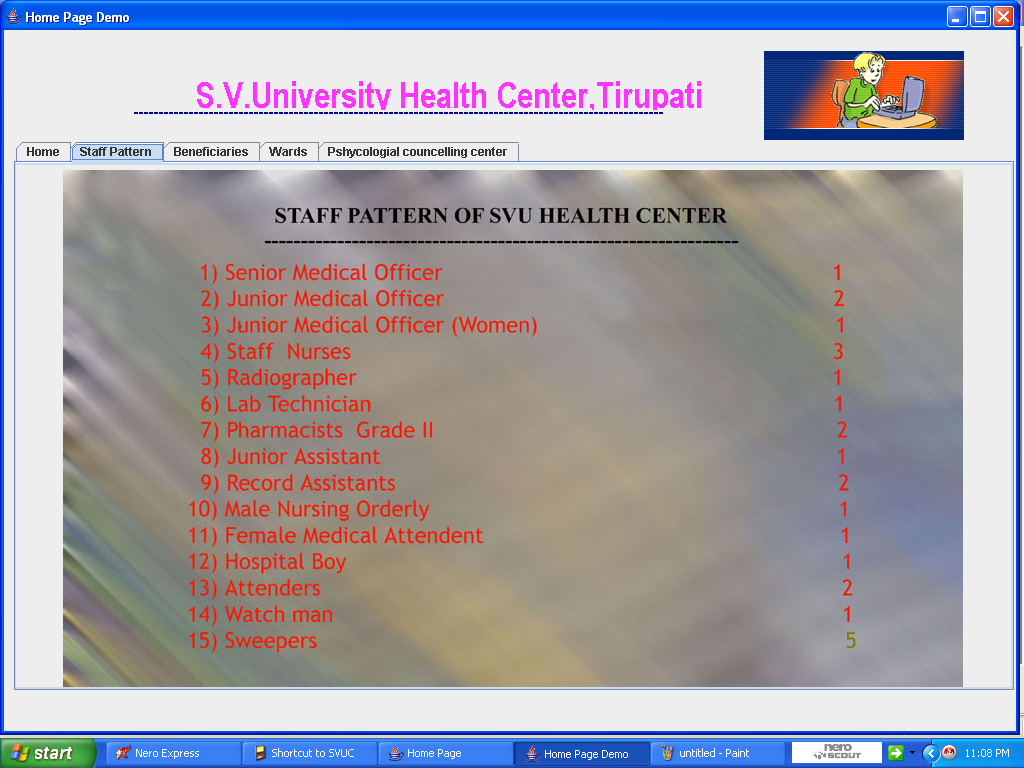 Home Page Demo
S.V.University Health Center,Tirupati
Home Staff Pattern Beneficiaries Wards Pshycologial councelling center
STAFF PATTERN OF SVU HEALTH CENTER
1) Senior Medical Officer 1
2) Junior Medical Officer 2
3) Junior Medical Officer (Women) 1
4) Staff Nurses 3
5) Radiographer 1
6) Lab Technician 1
7) Pharmacists Grade II 2
8) Junior Assistant 1
9) Record Assistants 2
10) Male Nursing Orderly 1
11) Female Medical Attendent 1
12) Hospital Boy 1
13) Attenders 2
14) Watch man 1
15) Sweepers 5
start Nero Express Shortcut to SVUC Home Page Home Page Demo untitled - Paint nero SCOUT 11:08 PM